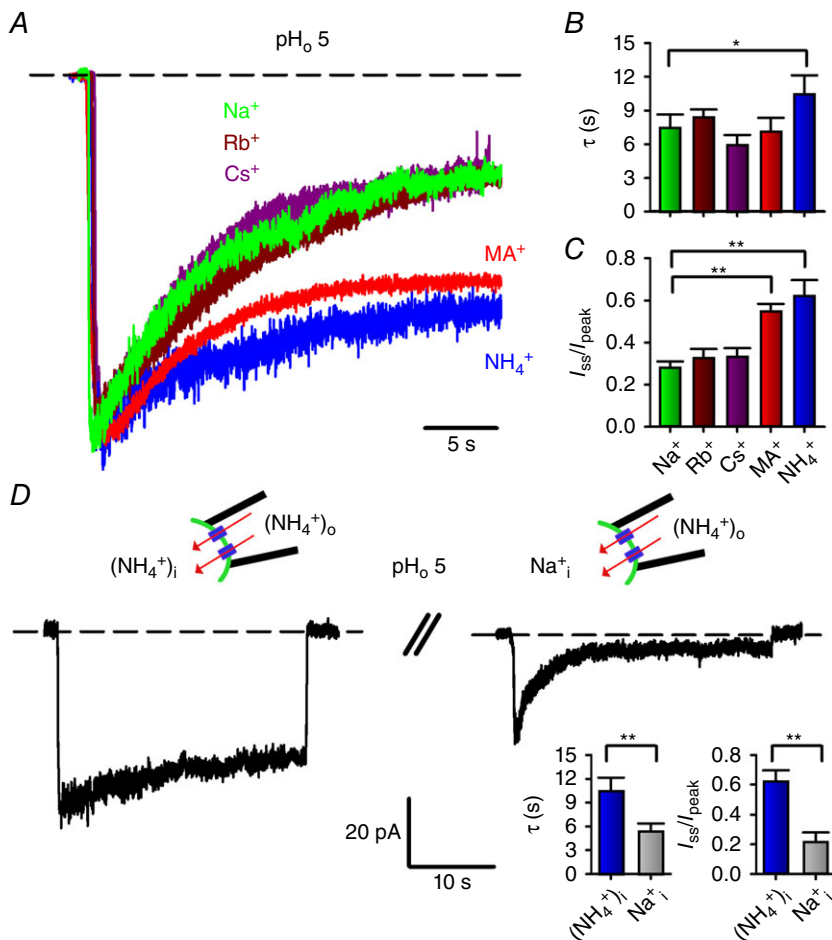 A
pHₒ 5
Na⁺
Rb⁺
Cs⁺
MA⁺
NH₄⁺
5 s
B
τ (s)
15
12
9
6
3
0
*
C
Iss/Ipeak
0.8
0.6
0.4
0.2
0.0
**
**
Na⁺
Rb⁺
Cs⁺
MA⁺
NH₄⁺
D
(NH₄⁺)ᵢ
(NH₄⁺)ₒ
pHₒ 5
Na⁺ᵢ
(NH₄⁺)ₒ
20 pA
10 s
τ (s)
15
12
9
6
3
0
**
(NH₄⁺)ᵢ
Na⁺ᵢ
Iss/Ipeak
0.8
0.6
0.4
0.2
0.0
**
(NH₄⁺)ᵢ
Na⁺ᵢ